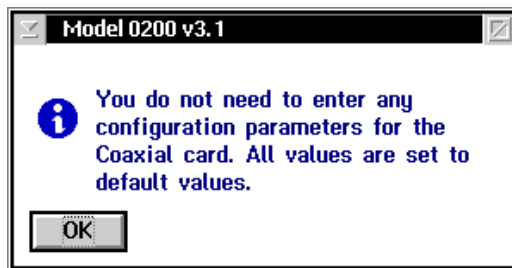 Model 0200 v3.1
You do not need to enter any
configuration parameters for the
Coaxial card. All values are set to
default values.
OK